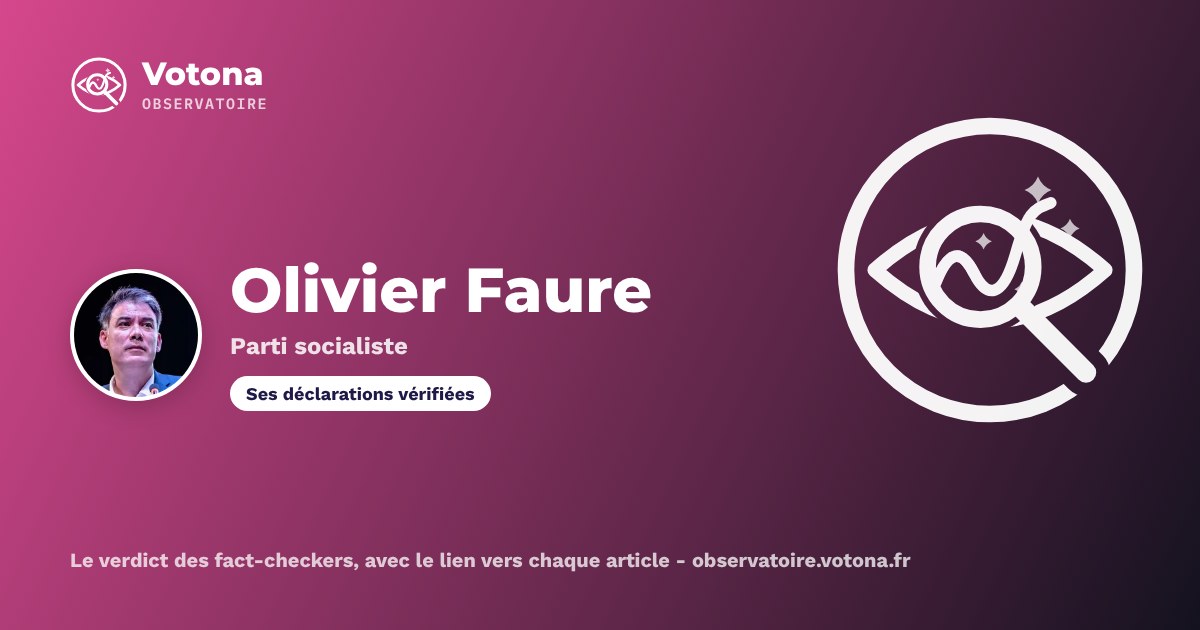 Votona
OBSERVATOIRE
Olivier Faure
Parti socialiste
Ses déclarations vérifiées
Le verdict des fact-checkers, avec le lien vers chaque article - observatoire.votona.fr